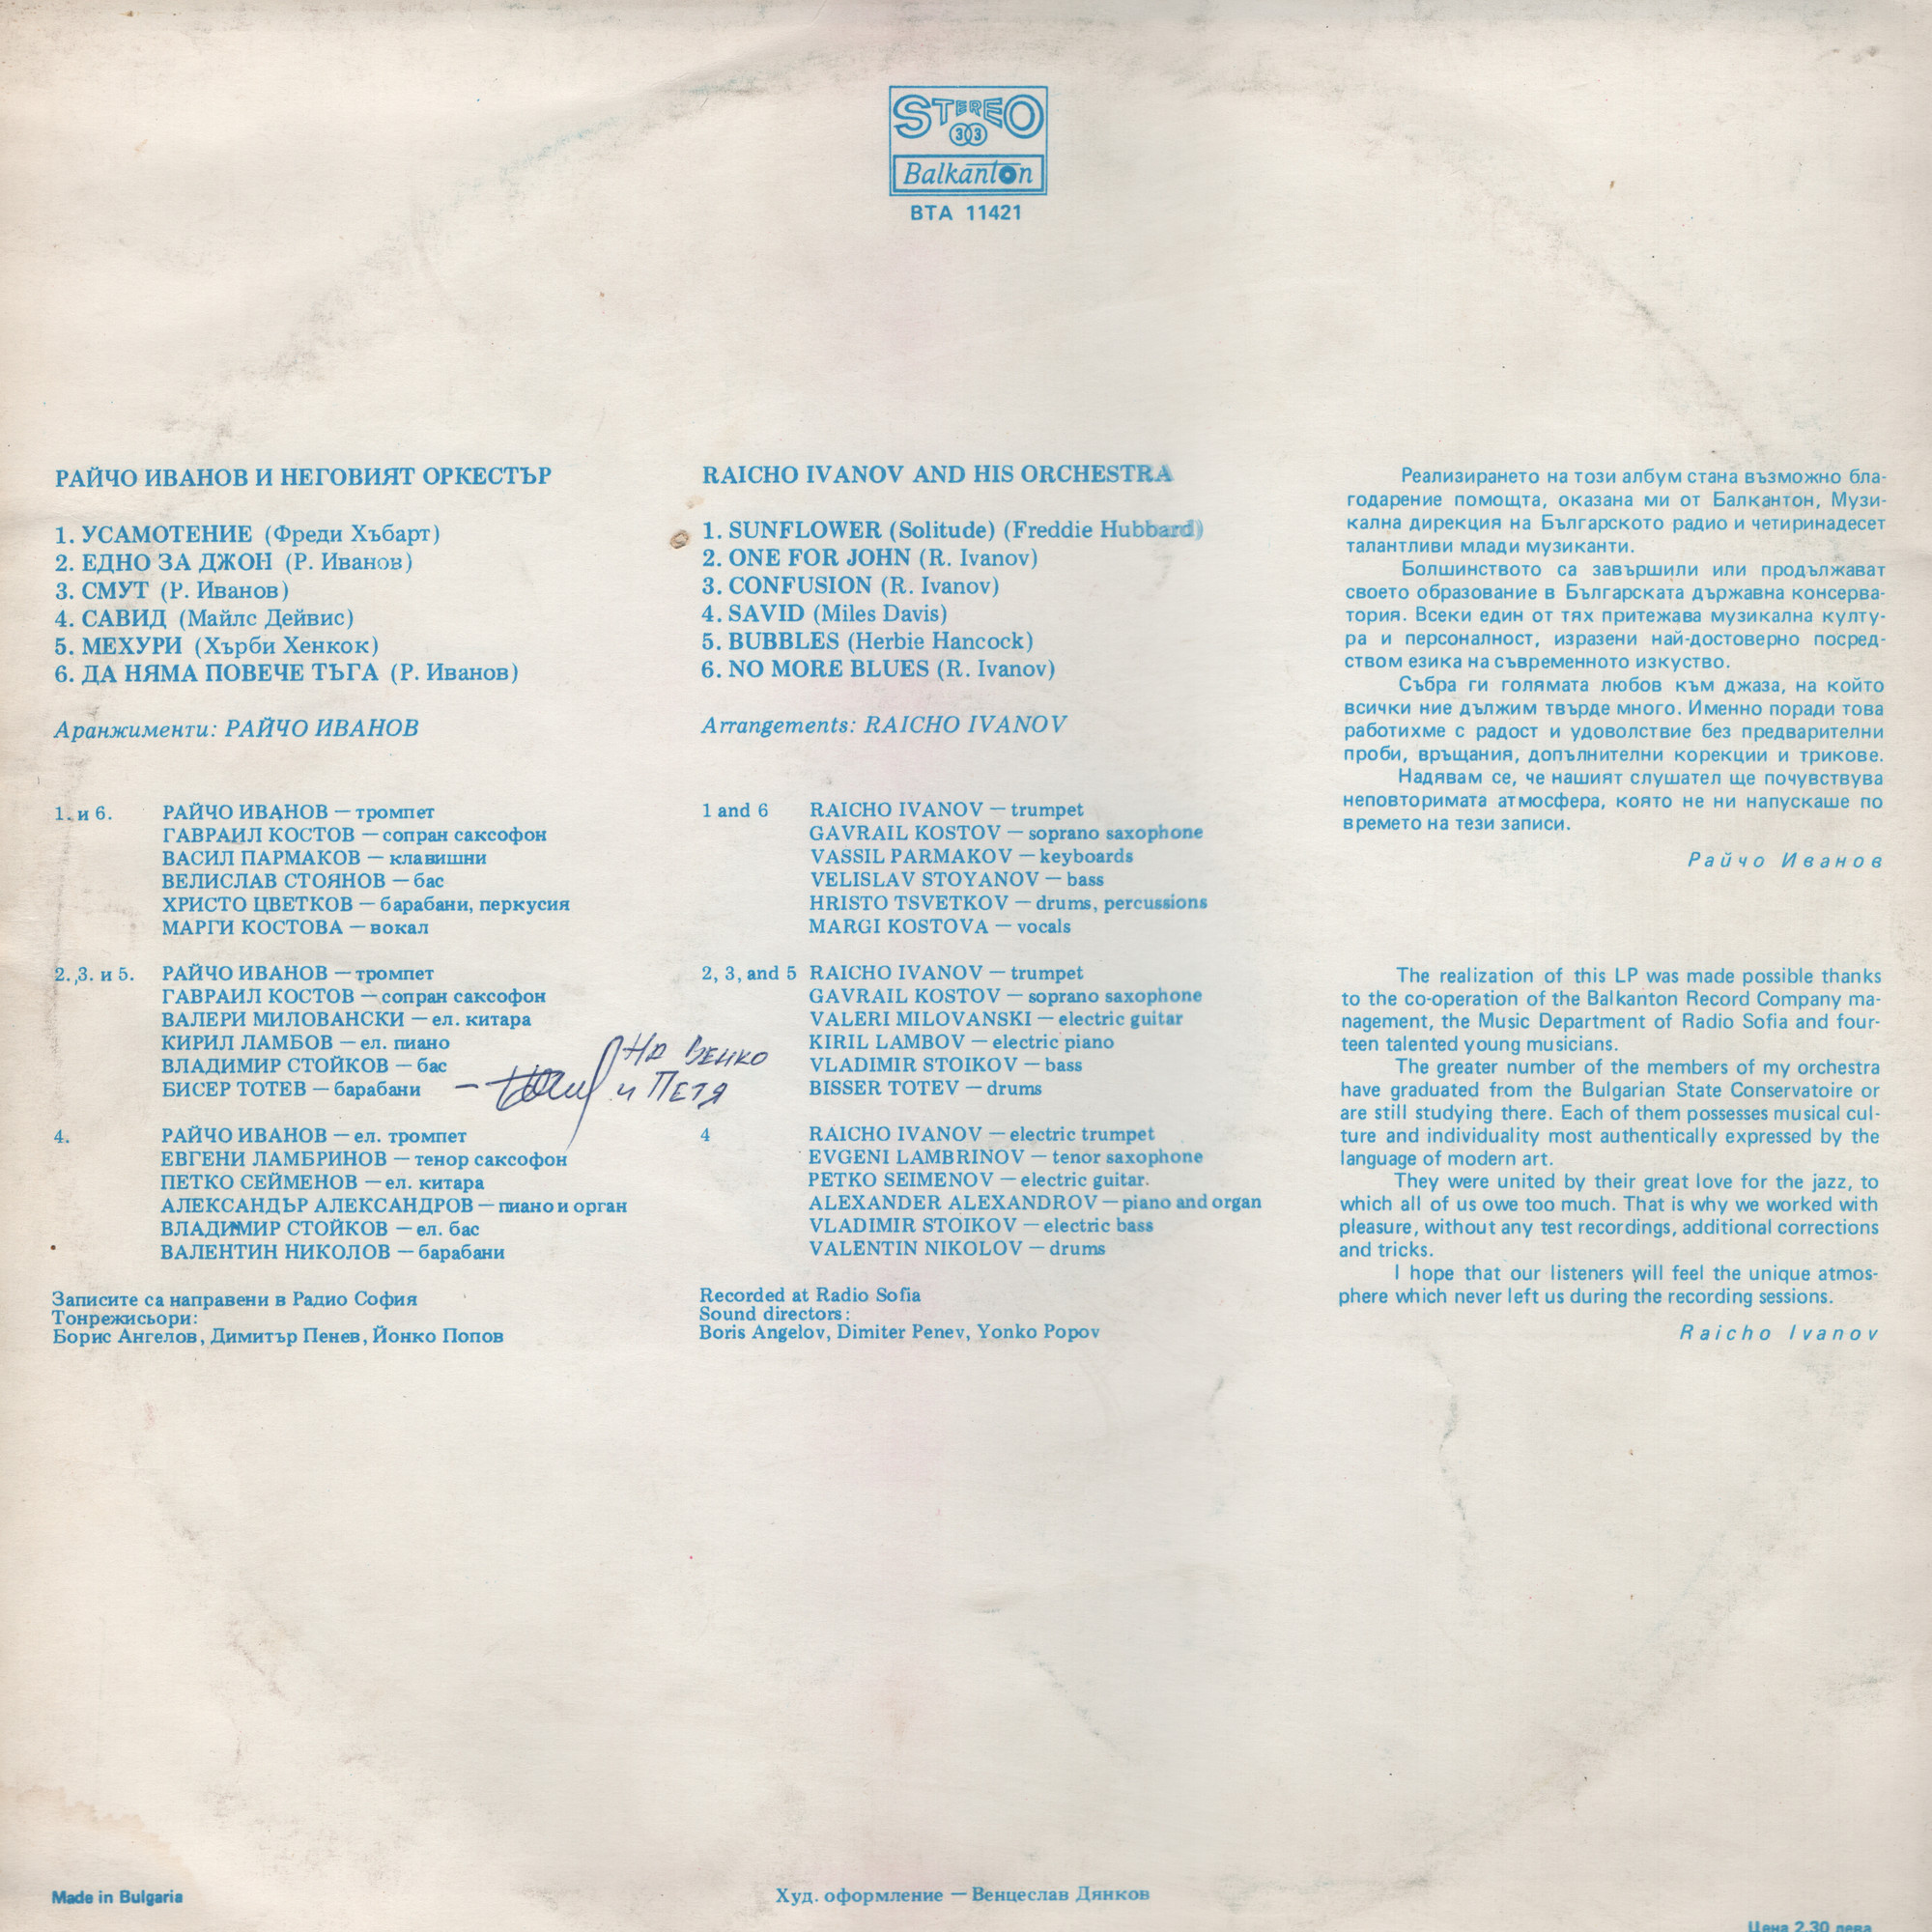 STEREO
33
Balkanton
BTA 11421
РАЙЧО ИВАНОВ И НЕГОВИЯТ ОРКЕСТЪР
1. УСАМОТЕНИЕ (Фреди Хъбарт)
2. ЕДНО ЗА ДЖОН (Р. Иванов)
3. СМУТ (Р. Иванов)
4. САВИД (Майлс Дейвис)
5. МЕХУРИ (Хърби Хенкок)
6. ДА НЯМА ПОВЕЧЕ ТЪГА (Р. Иванов)
Аранжименти: РАЙЧО ИВАНОВ
1. и 6. РАЙЧО ИВАНОВ — тромпет
ГАВРАИЛ КОСТОВ — сопран саксофон
ВАСИЛ ПАРМАКОВ — клавишни
ВЕЛИСЛАВ СТОЯНОВ — бас
ХРИСТО ЦВЕТКОВ — барабани, перкусия
МАРГИ КОСТОВА — вокал
2.,3. и 5. РАЙЧО ИВАНОВ — тромпет
ГАВРАИЛ КОСТОВ — сопран саксофон
ВАЛЕРИ МИЛОВАНСКИ — ел. китара
КИРИЛ ЛАМБОВ — ел. пиано
ВЛАДИМИР СТОЙКОВ — бас
БИСЕР ТОТЕВ — барабани
На Венко
и Петя
4. РАЙЧО ИВАНОВ — ел. тромпет
ЕВГЕНИ ЛАМБРИНОВ — тенор саксофон
ПЕТКО СЕЙМЕНОВ — ел. китара
АЛЕКСАНДЪР АЛЕКСАНДРОВ — пиано и орган
ВЛАДИМИР СТОЙКОВ — ел. бас
ВАЛЕНТИН НИКОЛОВ — барабани
Записите са направени в Радио София
Тонрежисьори:
Борис Ангелов, Димитър Пенев, Йонко Попов
RAICHO IVANOV AND HIS ORCHESTRA
1. SUNFLOWER (Solitude) (Freddie Hubbard)
2. ONE FOR JOHN (R. Ivanov)
3. CONFUSION (R. Ivanov)
4. SAVID (Miles Davis)
5. BUBBLES (Herbie Hancock)
6. NO MORE BLUES (R. Ivanov)
Arrangements: RAICHO IVANOV
1 and 6 RAICHO IVANOV — trumpet
GAVRAIL KOSTOV — soprano saxophone
VASSIL PARMAKOV — keyboards
VELISLAV STOYANOV — bass
HRISTO TSVETKOV — drums, percussions
MARGI KOSTOVA — vocals
2, 3, and 5 RAICHO IVANOV — trumpet
GAVRAIL KOSTOV — soprano saxophone
VALERI MILOVANSKI — electric guitar
KIRIL LAMBOV — electric piano
VLADIMIR STOIKOV — bass
BISSER TOTEV — drums
4 RAICHO IVANOV — electric trumpet
EVGENI LAMBRINOV — tenor saxophone
PETKO SEIMENOV — electric guitar.
ALEXANDER ALEXANDROV — piano and organ
VLADIMIR STOIKOV — electric bass
VALENTIN NIKOLOV — drums
Recorded at Radio Sofia
Sound directors:
Boris Angelov, Dimiter Penev, Yonko Popov
Реализирането на този албум стана възможно бла-
годарение помощта, оказана ми от Балкантон, Музи-
кална дирекция на Българското радио и четиринадесет
талантливи млади музиканти.
Болшинството са завършили или продължават
своето образование в Българската държавна консерва-
тория. Всеки един от тях притежава музикална култу-
ра и персоналност, изразени най-достоверно посред-
ством езика на съвременното изкуство.
Събра ги голямата любов към джаза, на който
всички ние дължим твърде много. Именно поради това
работихме с радост и удоволствие без предварителни
проби, връщания, допълнителни корекции и трикове.
Надявам се, че нашият слушател ще почувствува
неповторимата атмосфера, която не ни напускаше по
времето на тези записи.
Райчо Иванов
The realization of this LP was made possible thanks
to the co-operation of the Balkanton Record Company ma-
nagement, the Music Department of Radio Sofia and four-
teen talented young musicians.
The greater number of the members of my orchestra
have graduated from the Bulgarian State Conservatoire or
are still studying there. Each of them possesses musical cul-
ture and individuality most authentically expressed by the
language of modern art.
They were united by their great love for the jazz, to
which all of us owe too much. That is why we worked with
pleasure, without any test recordings, additional corrections
and tricks.
I hope that our listeners will feel the unique atmos-
phere which never left us during the recording sessions.
Raicho Ivanov
Made in Bulgaria
Худ. оформление — Венцеслав Дянков
Цена 2,30 лева